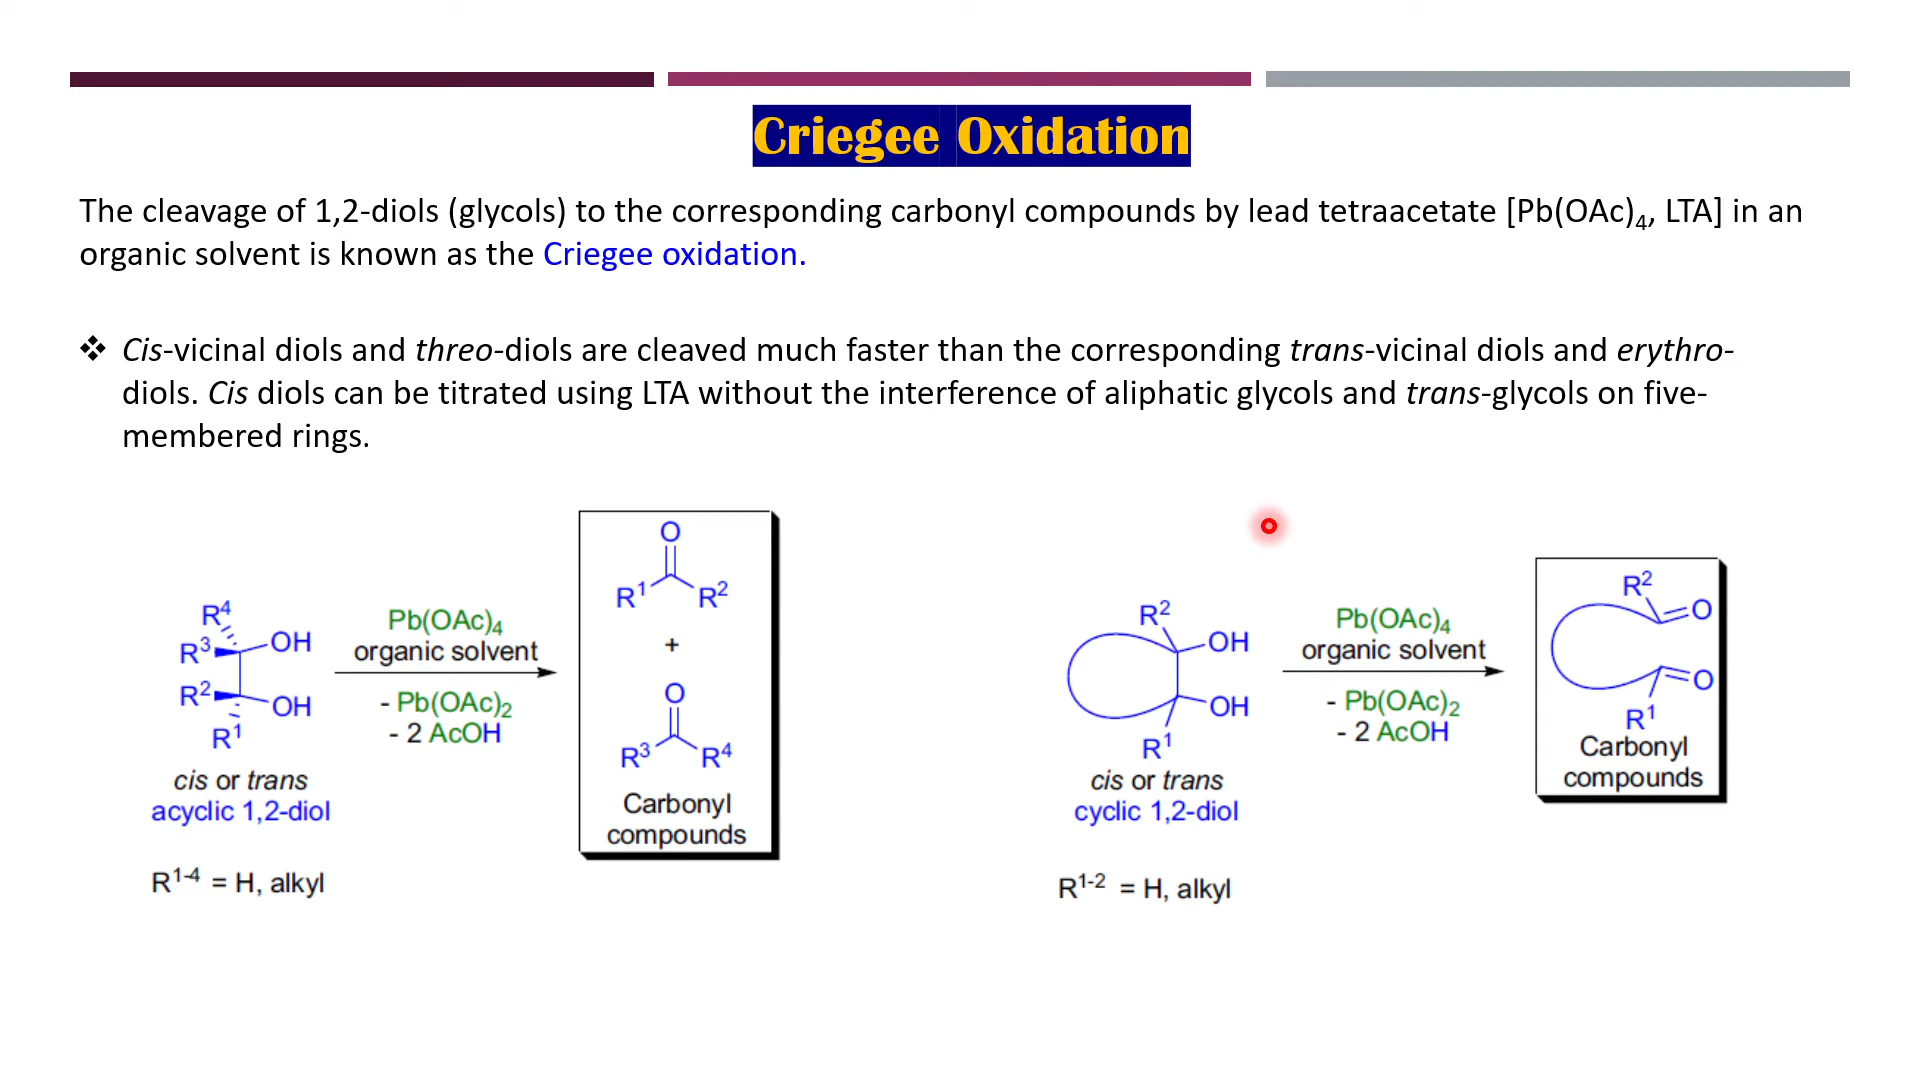 Criegee Oxidation
The cleavage of 1,2-diols (glycols) to the corresponding carbonyl compounds by lead tetraacetate [Pb(OAc)₄, LTA] in an
organic solvent is known as the Criegee oxidation.
❖ Cis-vicinal diols and threo-diols are cleaved much faster than the corresponding trans-vicinal diols and erythro-
diols. Cis diols can be titrated using LTA without the interference of aliphatic glycols and trans-glycols on five-
membered rings.
R⁴
R³
OH
R²
OH
R¹
cis or trans
acyclic 1,2-diol
R¹⁻⁴ = H, alkyl
Pb(OAc)₄
organic solvent
- Pb(OAc)₂
- 2 AcOH
O
R¹ R²
+
O
R³ R⁴
Carbonyl
compounds
R²
OH
OH
R¹
cis or trans
cyclic 1,2-diol
R¹⁻² = H, alkyl
Pb(OAc)₄
organic solvent
- Pb(OAc)₂
- 2 AcOH
R²
O
O
R¹
Carbonyl
compounds